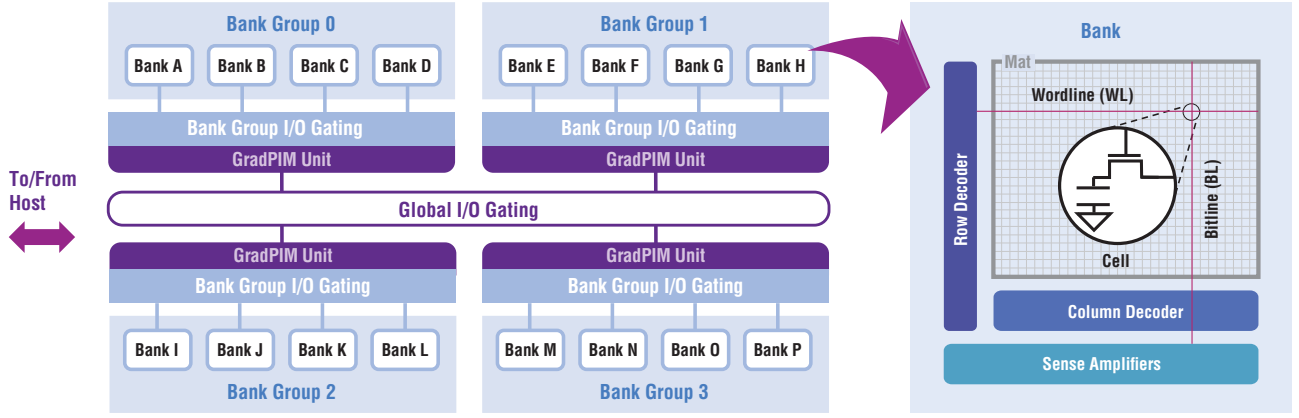 Bank Group 0
Bank A
Bank B
Bank C
Bank D
Bank Group I/O Gating
GradPIM Unit
Bank Group 1
Bank E
Bank F
Bank G
Bank H
Bank Group I/O Gating
GradPIM Unit
To/From
Host
Global I/O Gating
GradPIM Unit
Bank Group I/O Gating
Bank I
Bank J
Bank K
Bank L
Bank Group 2
GradPIM Unit
Bank Group I/O Gating
Bank M
Bank N
Bank O
Bank P
Bank Group 3
Bank
Mat
Wordline (WL)
Row Decoder
Bitline (BL)
Cell
Column Decoder
Sense Amplifiers